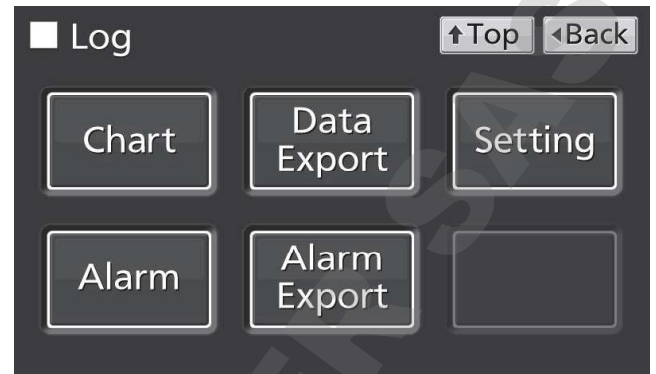 Log
↑Top
◂Back
Chart
Data
Export
Setting
Alarm
Alarm
Export